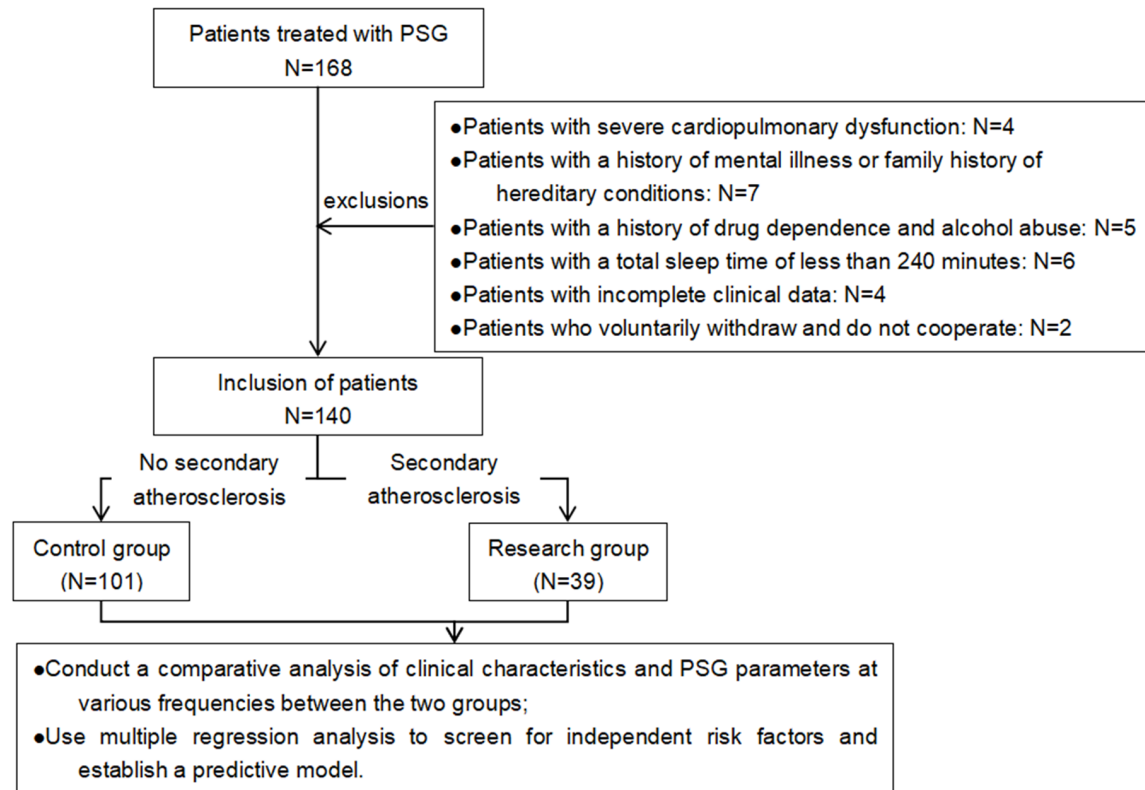 Patients treated with PSG
N=168
●Patients with severe cardiopulmonary dysfunction: N=4
●Patients with a history of mental illness or family history of
hereditary conditions: N=7
exclusions
●Patients with a history of drug dependence and alcohol abuse: N=5
●Patients with a total sleep time of less than 240 minutes: N=6
●Patients with incomplete clinical data: N=4
●Patients who voluntarily withdraw and do not cooperate: N=2
Inclusion of patients
N=140
No secondary
atherosclerosis
Secondary
atherosclerosis
Control group
(N=101)
Research group
(N=39)
●Conduct a comparative analysis of clinical characteristics and PSG parameters at
various frequencies between the two groups;
●Use multiple regression analysis to screen for independent risk factors and
establish a predictive model.